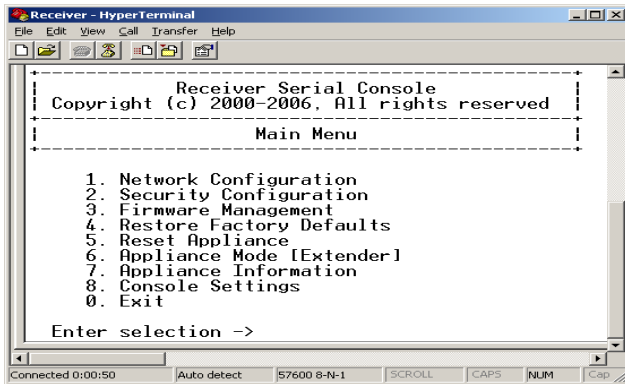 Receiver - HyperTerminal
File Edit View Call Transfer Help
Receiver Serial Console
Copyright (c) 2000-2006, All rights reserved
Main Menu
1. Network Configuration
2. Security Configuration
3. Firmware Management
4. Restore Factory Defaults
5. Reset Appliance
6. Appliance Mode [Extender]
7. Appliance Information
8. Console Settings
0. Exit
Enter selection ->
Connected 0:00:50 Auto detect 57600 8-N-1 SCROLL CAPS NUM Cap